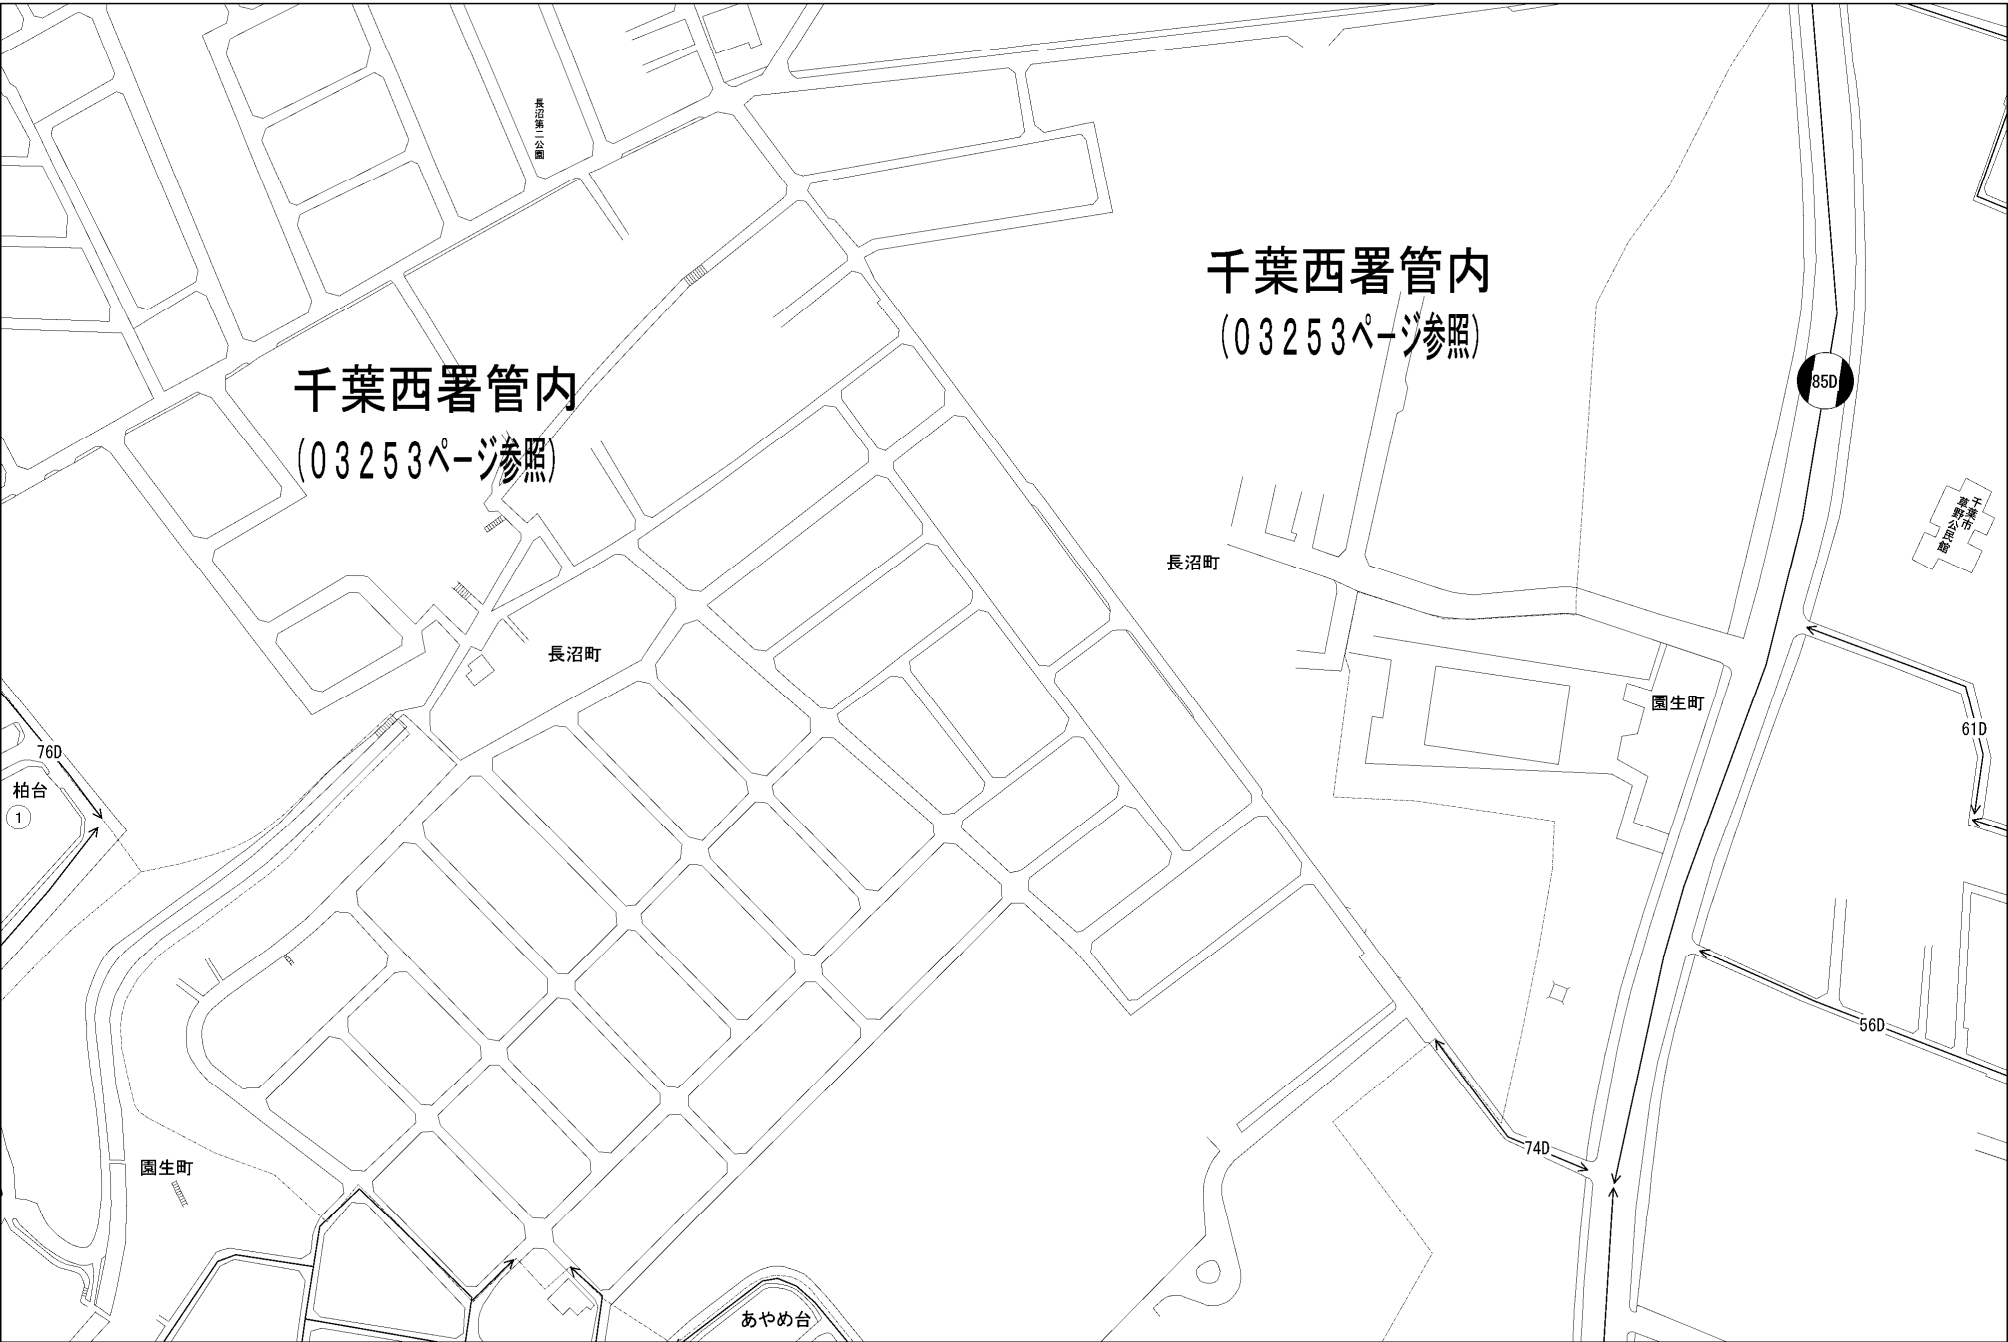 長沼第二公園
千葉西署管内
(03253ページ参照)
千葉西署管内
(03253ページ参照)
85D
千葉市
草野公民館
長沼町
長沼町
園生町
61D
76D
柏台
1
56D
74D
園生町
あやめ台